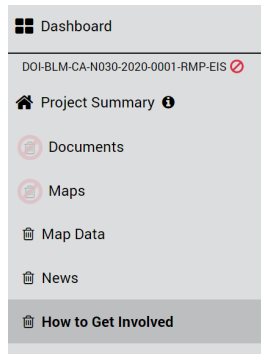 Dashboard
DOI-BLM-CA-N030-2020-0001-RMP-EIS
Project Summary
Documents
Maps
Map Data
News
How to Get Involved